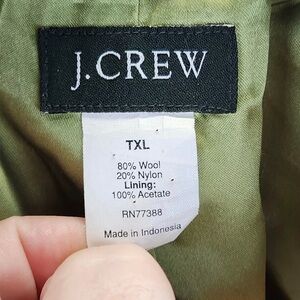 J.CREW
TXL
80% Wool
20% Nylon
Lining:
100% Acetate
RN77388
Made in Indonesia